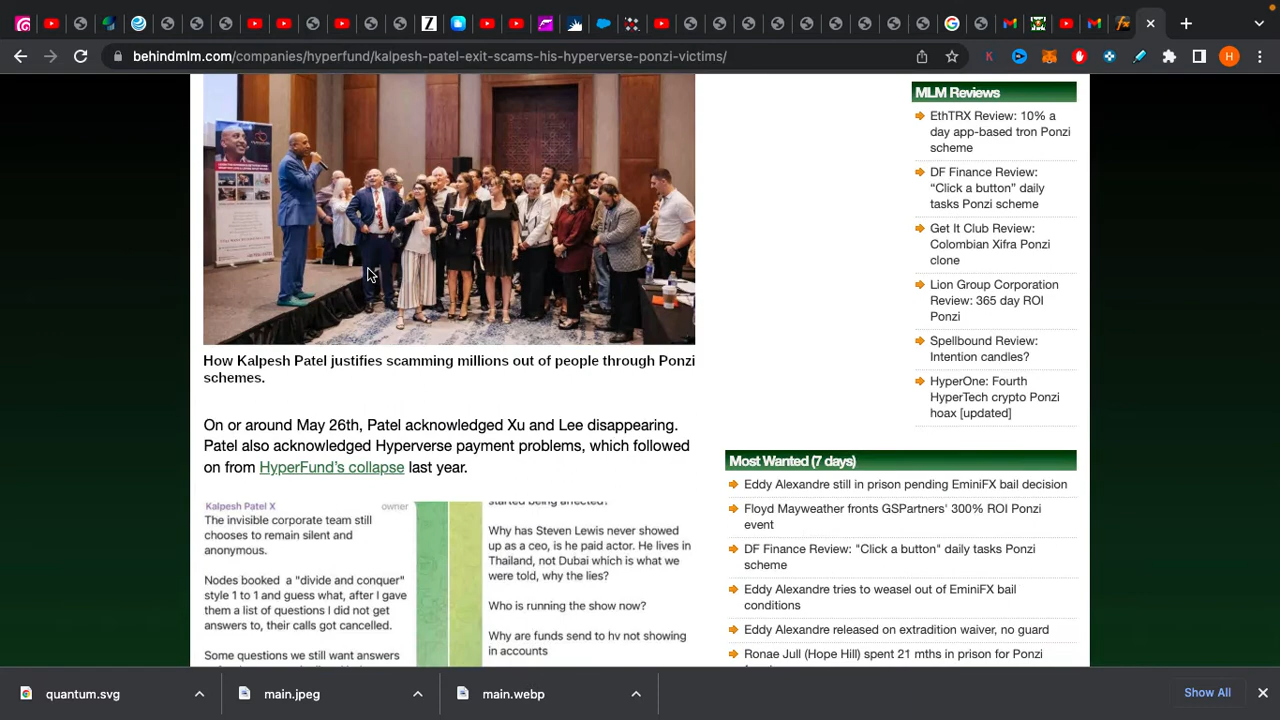 behindmlm.com/companies/hyperfund/kalpesh-patel-exit-scams-his-hyperverse-ponzi-victims/
H
MLM Reviews
EthTRX Review: 10% a
day app-based tron Ponzi
scheme
DF Finance Review:
“Click a button” daily
tasks Ponzi scheme
Get It Club Review:
Colombian Xifra Ponzi
clone
Lion Group Corporation
Review: 365 day ROI
Ponzi
Spellbound Review:
Intention candles?
HyperOne: Fourth
HyperTech crypto Ponzi
hoax [updated]
How Kalpesh Patel justifies scamming millions out of people through Ponzi
schemes.
On or around May 26th, Patel acknowledged Xu and Lee disappearing.
Patel also acknowledged Hyperverse payment problems, which followed
on from HyperFund’s collapse last year.
Kalpesh Patel X owner
The invisible corporate team still
chooses to remain silent and
anonymous.
Nodes booked a "divide and conquer"
style 1 to 1 and guess what, after I gave
them a list of questions I did not get
answers to, their calls got cancelled.
Some questions we still want answers
started being affected?
Why has Steven Lewis never showed
up as a ceo, is he paid actor. He lives in
Thailand, not Dubai which is what we
were told, why the lies?
Who is running the show now?
Why are funds send to hv not showing
in accounts
Most Wanted (7 days)
Eddy Alexandre still in prison pending EminiFX bail decision
Floyd Mayweather fronts GSPartners' 300% ROI Ponzi
event
DF Finance Review: "Click a button" daily tasks Ponzi
scheme
Eddy Alexandre tries to weasel out of EminiFX bail
conditions
Eddy Alexandre released on extradition waiver, no guard
Ronae Jull (Hope Hill) spent 21 mths in prison for Ponzi
quantum.svg
main.jpeg
main.webp
Show All